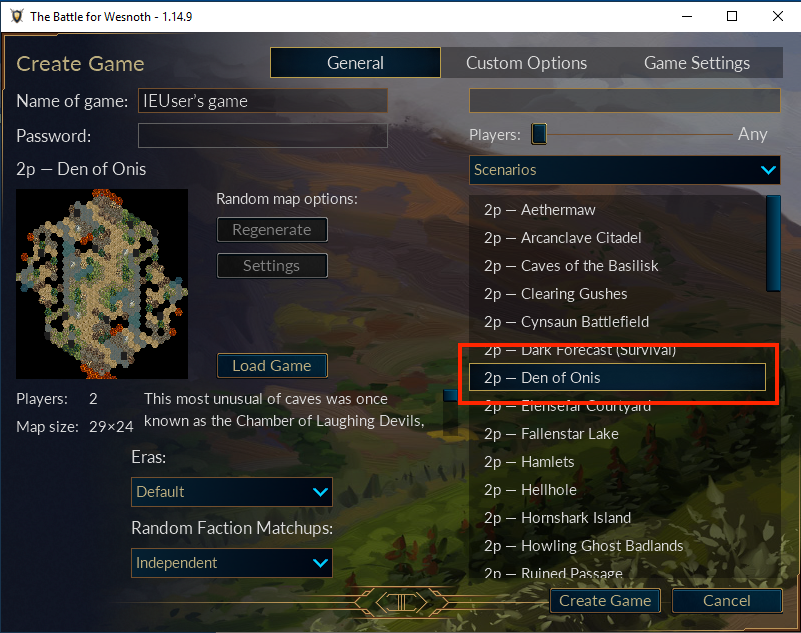 The Battle for Wesnoth - 1.14.9
Create Game
General
Custom Options
Game Settings
Name of game:
IEUser's game
Password:
Players:
Any
2p — Den of Onis
Scenarios
Random map options:
Regenerate
Settings
Load Game
Players: 2
Map size: 29×24
This most unusual of caves was once
known as the Chamber of Laughing Devils,
Eras:
Default
Random Faction Matchups:
Independent
2p — Aethermaw
2p — Arcanclave Citadel
2p — Caves of the Basilisk
2p — Clearing Gushes
2p — Cynsaun Battlefield
2p — Dark Forecast (Survival)
2p — Den of Onis
2p — Elensefar Courtyard
2p — Fallenstar Lake
2p — Hamlets
2p — Hellhole
2p — Hornshark Island
2p — Howling Ghost Badlands
2p — Ruined Passage
Create Game
Cancel